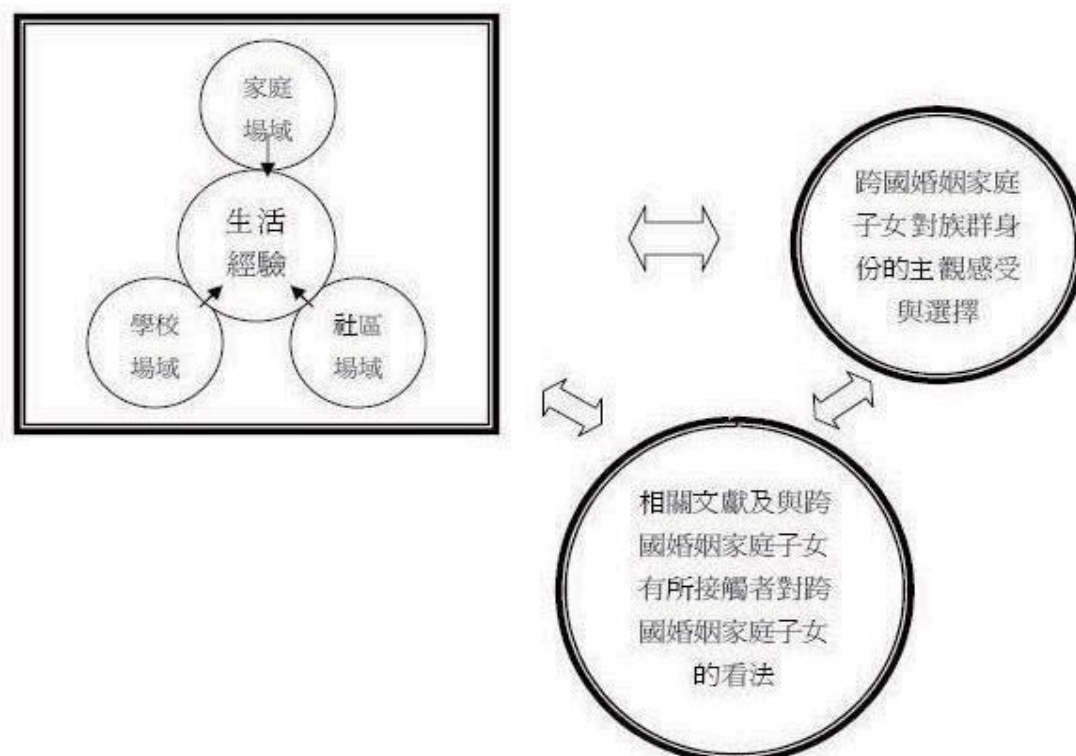 家庭
場域
生活
經驗
學校
場域
社區
場域
跨國婚姻家庭
子女對族群身
份的主觀感受
與選擇
相關文獻及與跨
國婚姻家庭子女
有所接觸者對跨
國婚姻家庭子女
的看法